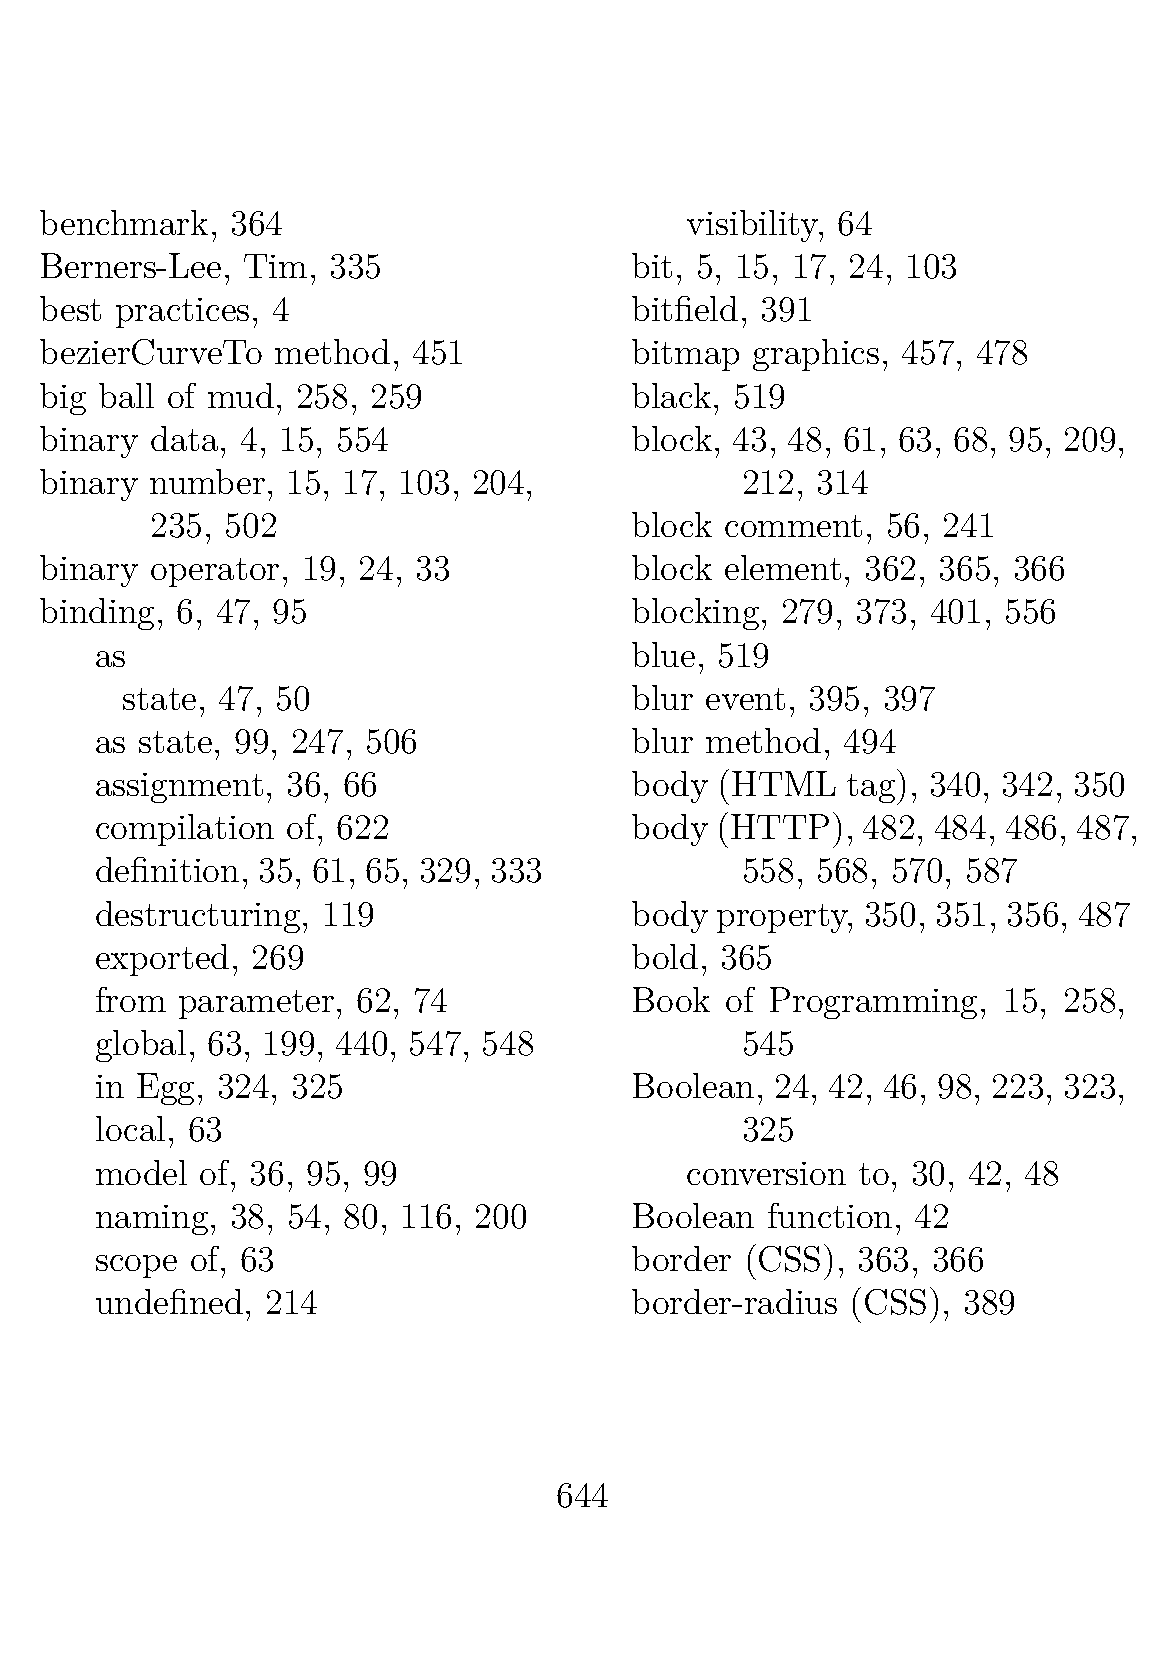 benchmark, 364
Berners-Lee, Tim, 335
best practices, 4
bezierCurveTo method, 451
big ball of mud, 258, 259
binary data, 4, 15, 554
binary number, 15, 17, 103, 204,
235, 502
binary operator, 19, 24, 33
binding, 6, 47, 95
as
state, 47, 50
as state, 99, 247, 506
assignment, 36, 66
compilation of, 622
definition, 35, 61, 65, 329, 333
destructuring, 119
exported, 269
from parameter, 62, 74
global, 63, 199, 440, 547, 548
in Egg, 324, 325
local, 63
model of, 36, 95, 99
naming, 38, 54, 80, 116, 200
scope of, 63
undefined, 214
visibility, 64
bit, 5, 15, 17, 24, 103
bitfield, 391
bitmap graphics, 457, 478
black, 519
block, 43, 48, 61, 63, 68, 95, 209,
212, 314
block comment, 56, 241
block element, 362, 365, 366
blocking, 279, 373, 401, 556
blue, 519
blur event, 395, 397
blur method, 494
body (HTML tag), 340, 342, 350
body (HTTP), 482, 484, 486, 487,
558, 568, 570, 587
body property, 350, 351, 356, 487
bold, 365
Book of Programming, 15, 258,
545
Boolean, 24, 42, 46, 98, 223, 323,
325
conversion to, 30, 42, 48
Boolean function, 42
border (CSS), 363, 366
border-radius (CSS), 389
644